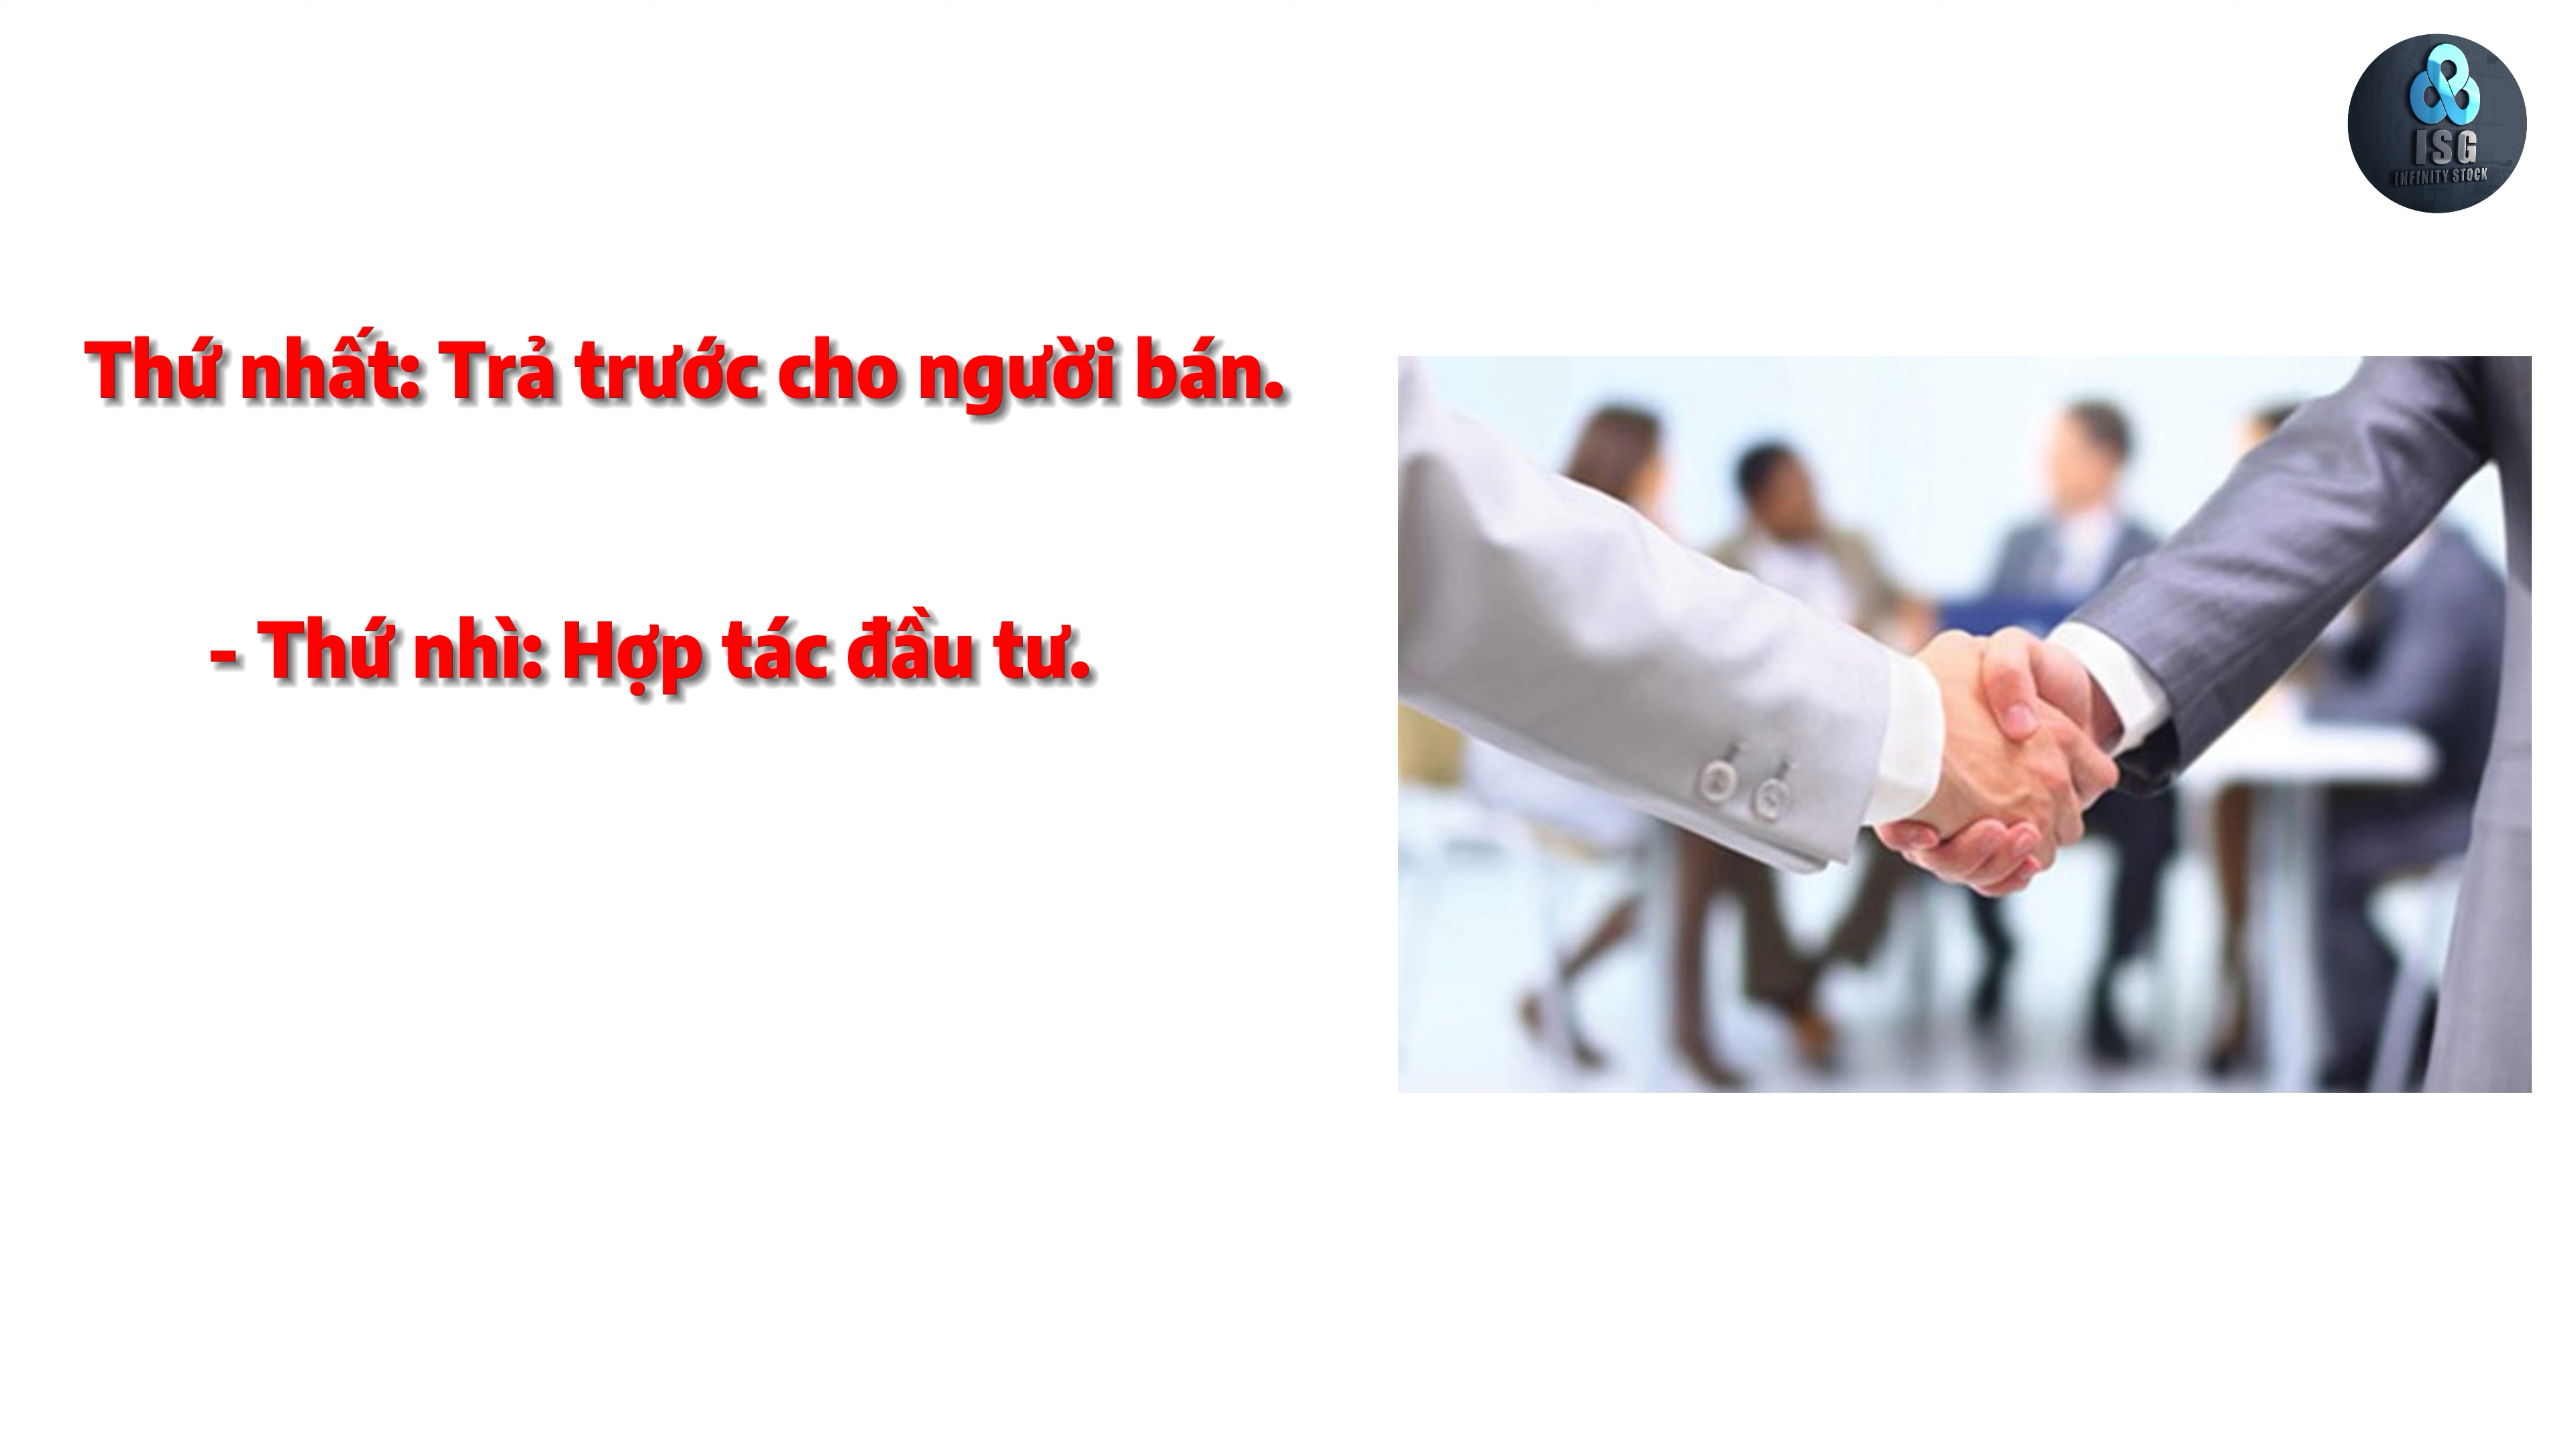 ISG
INFINITY STOCK
Thứ nhất: Trả trước cho người bán.
- Thứ nhì: Hợp tác đầu tư.